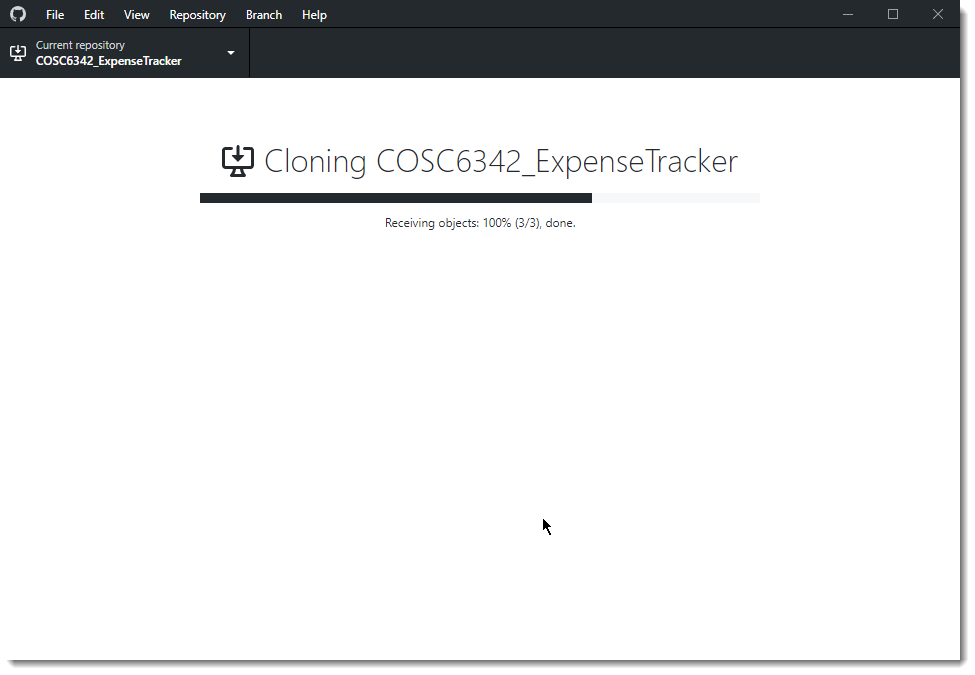 File Edit View Repository Branch Help
Current repository
COSC6342_ExpenseTracker
Cloning COSC6342_ExpenseTracker
Receiving objects: 100% (3/3), done.